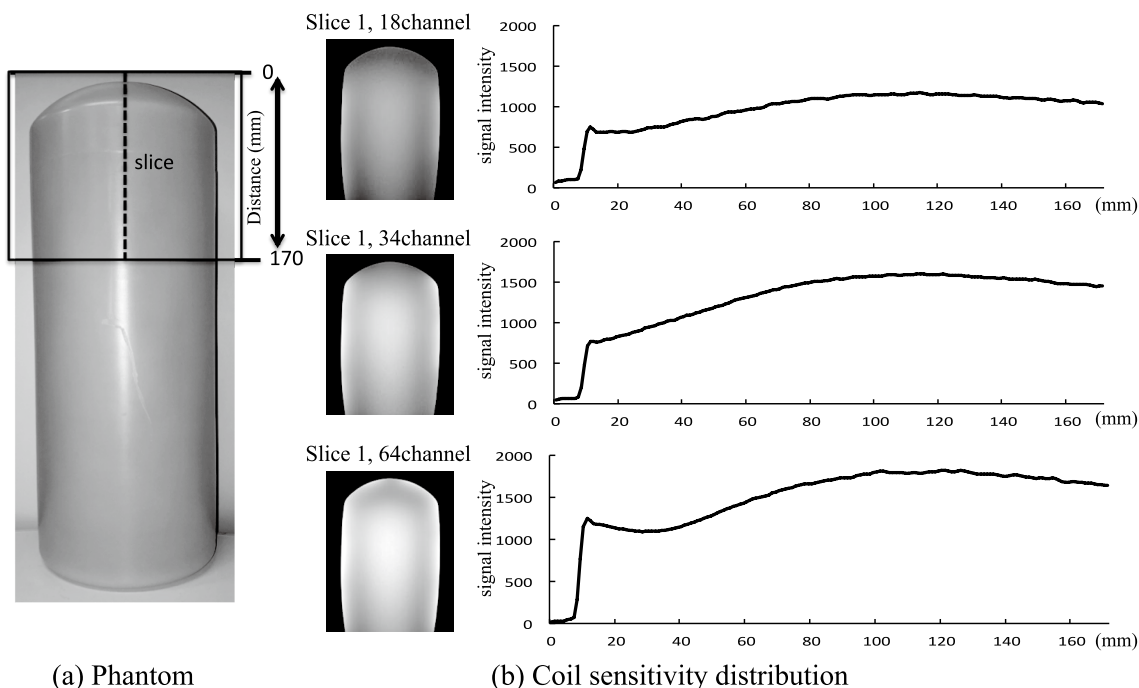 0
slice
Distance (mm)
170
(a) Phantom
Slice 1, 18channel
signal intensity
2000
1500
1000
500
0
0 20 40 60 80 100 120 140 160 (mm)
Slice 1, 34channel
signal intensity
2000
1500
1000
500
0
0 20 40 60 80 100 120 140 160 (mm)
Slice 1, 64channel
signal intensity
2000
1500
1000
500
0
0 20 40 60 80 100 120 140 160 (mm)
(b) Coil sensitivity distribution